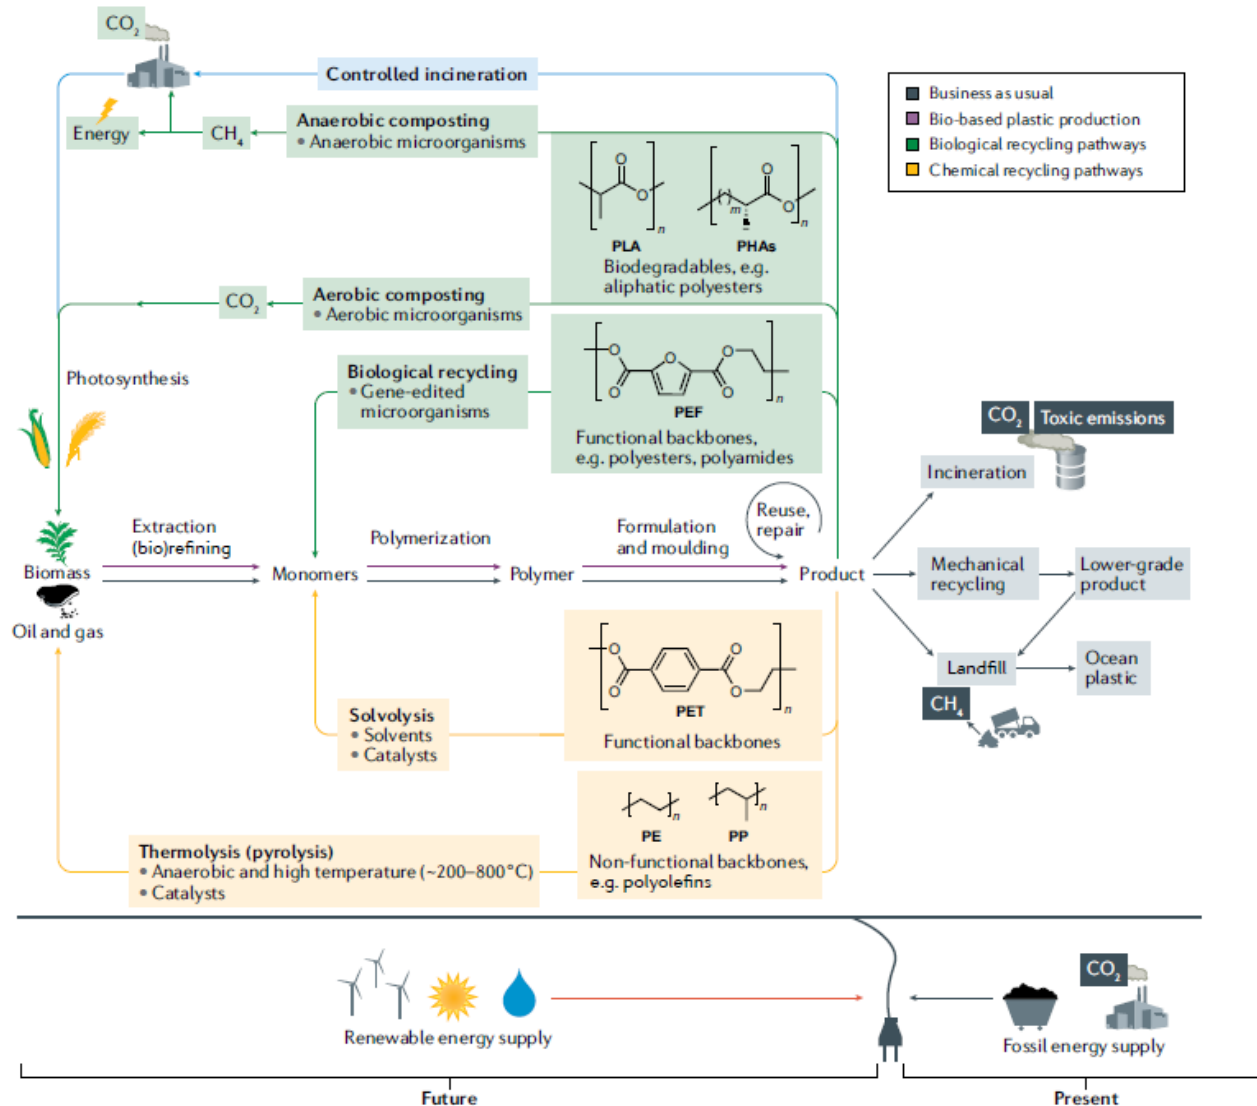 CO₂
Controlled incineration
Business as usual
Bio-based plastic production
Biological recycling pathways
Chemical recycling pathways
Energy
CH₄
Anaerobic composting
• Anaerobic microorganisms
O
O
n
PLA
m
O
O
n
PHAs
Biodegradables, e.g.
aliphatic polyesters
CO₂
Aerobic composting
• Aerobic microorganisms
Photosynthesis
Biological recycling
• Gene-edited
microorganisms
O
O
O
O
O
n
PEF
Functional backbones,
e.g. polyesters, polyamides
CO₂
Toxic emissions
Incineration
Reuse,
repair
Extraction
(bio)refining
Polymerization
Formulation
and moulding
Biomass
Monomers
Polymer
Product
Mechanical
recycling
Lower-grade
product
Oil and gas
Landfill
Ocean
plastic
CH₄
O
O
O
O
n
PET
Functional backbones
Solvolysis
• Solvents
• Catalysts
n
PE
n
PP
Non-functional backbones,
e.g. polyolefins
Thermolysis (pyrolysis)
• Anaerobic and high temperature (~200–800°C)
• Catalysts
CO₂
Renewable energy supply
Fossil energy supply
Future
Present